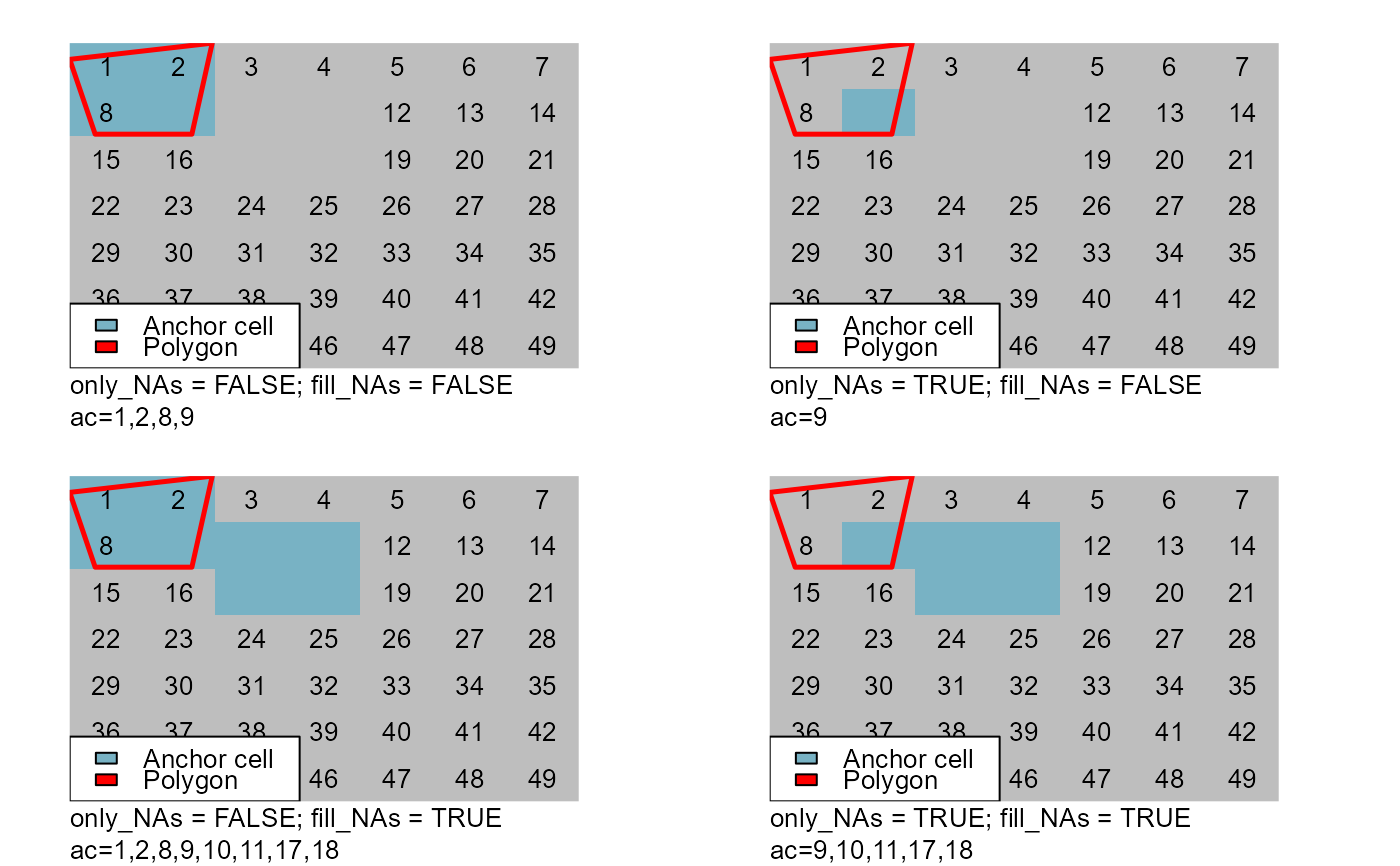 1 2 3 4 5 6 7
8 12 13 14
15 16 19 20 21
22 23 24 25 26 27 28
29 30 31 32 33 34 35
36 37 38 39 40 41 42
Anchor cell
Polygon
46 47 48 49
only_NAs = FALSE; fill_NAs = FALSE
ac=1,2,8,9
1 2 3 4 5 6 7
8 12 13 14
15 16 19 20 21
22 23 24 25 26 27 28
29 30 31 32 33 34 35
36 37 38 39 40 41 42
Anchor cell
Polygon
46 47 48 49
only_NAs = TRUE; fill_NAs = FALSE
ac=9
1 2 3 4 5 6 7
8 12 13 14
15 16 19 20 21
22 23 24 25 26 27 28
29 30 31 32 33 34 35
36 37 38 39 40 41 42
Anchor cell
Polygon
46 47 48 49
only_NAs = FALSE; fill_NAs = TRUE
ac=1,2,8,9,10,11,17,18
1 2 3 4 5 6 7
8 12 13 14
15 16 19 20 21
22 23 24 25 26 27 28
29 30 31 32 33 34 35
36 37 38 39 40 41 42
Anchor cell
Polygon
46 47 48 49
only_NAs = TRUE; fill_NAs = TRUE
ac=9,10,11,17,18